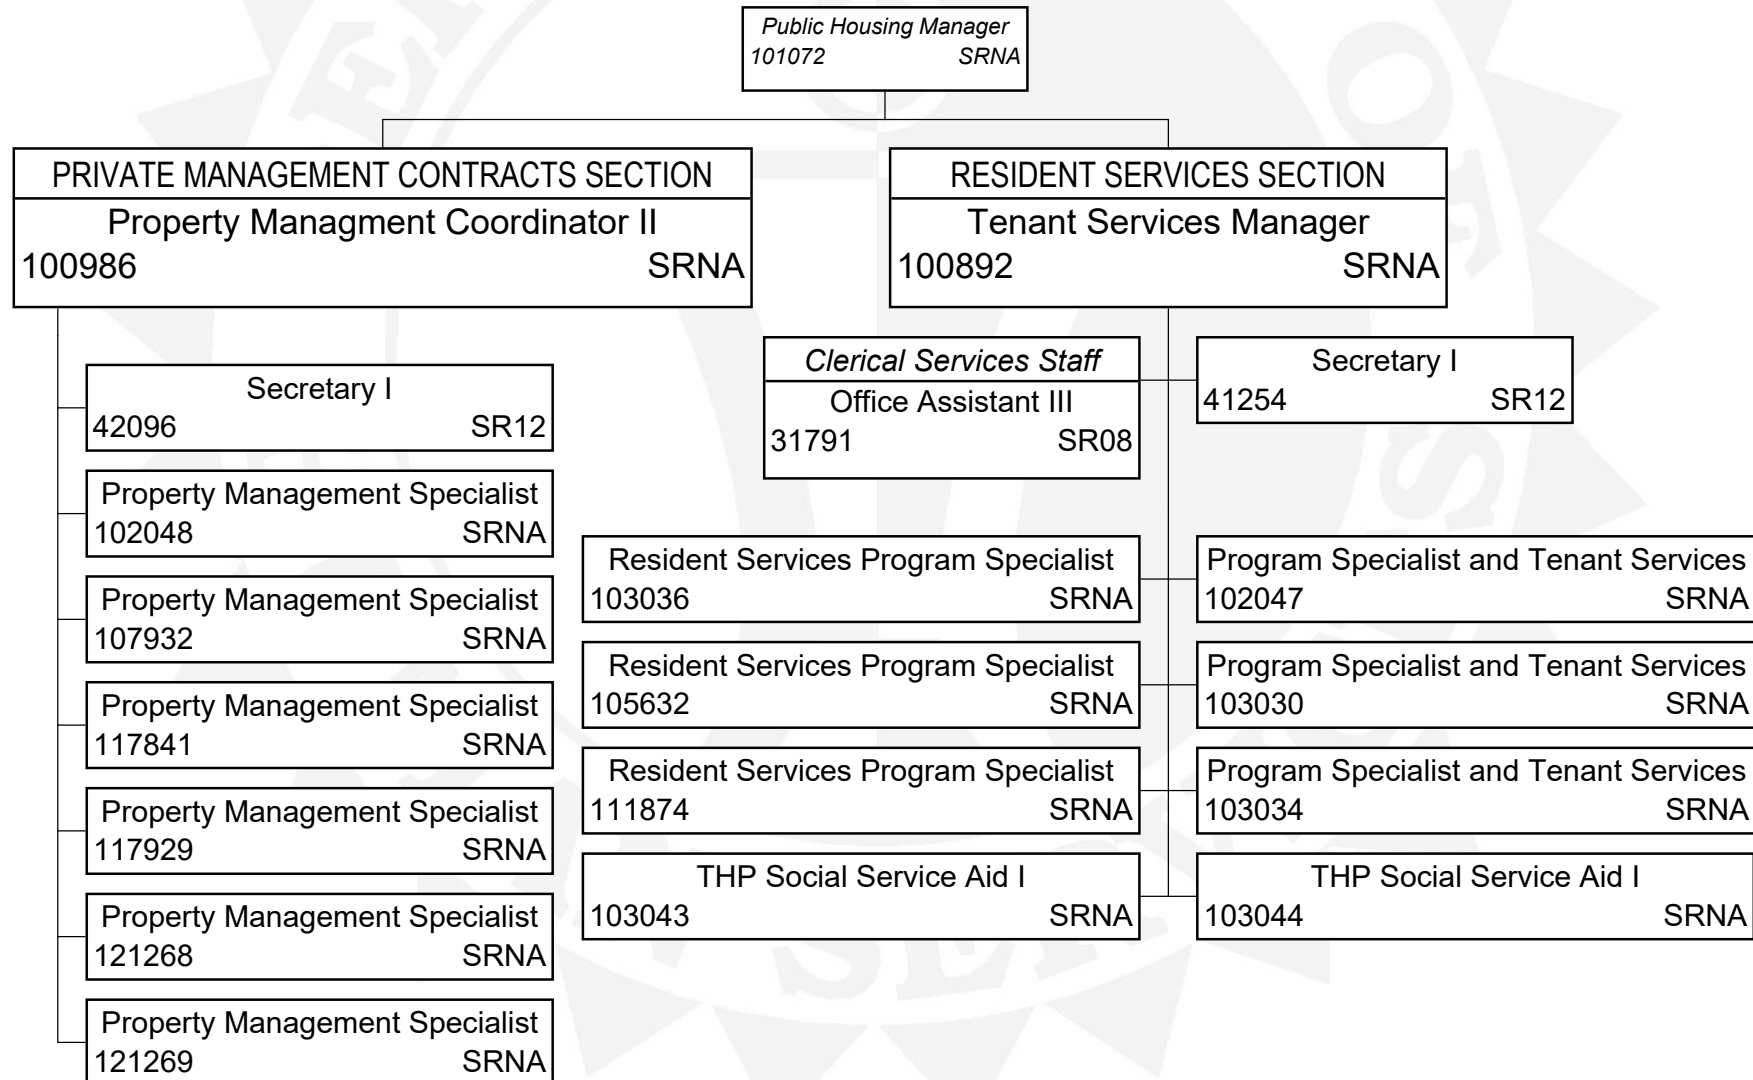 Public Housing Manager
101072 SRNA
PRIVATE MANAGEMENT CONTRACTS SECTION
Property Managment Coordinator II
100986 SRNA
Secretary I
42096 SR12
Property Management Specialist
102048 SRNA
Property Management Specialist
107932 SRNA
Property Management Specialist
117841 SRNA
Property Management Specialist
117929 SRNA
Property Management Specialist
121268 SRNA
Property Management Specialist
121269 SRNA
RESIDENT SERVICES SECTION
Tenant Services Manager
100892 SRNA
Clerical Services Staff
Office Assistant III
31791 SR08
Secretary I
41254 SR12
Resident Services Program Specialist
103036 SRNA
Program Specialist and Tenant Services
102047 SRNA
Resident Services Program Specialist
105632 SRNA
Program Specialist and Tenant Services
103030 SRNA
Resident Services Program Specialist
111874 SRNA
Program Specialist and Tenant Services
103034 SRNA
THP Social Service Aid I
103043 SRNA
THP Social Service Aid I
103044 SRNA